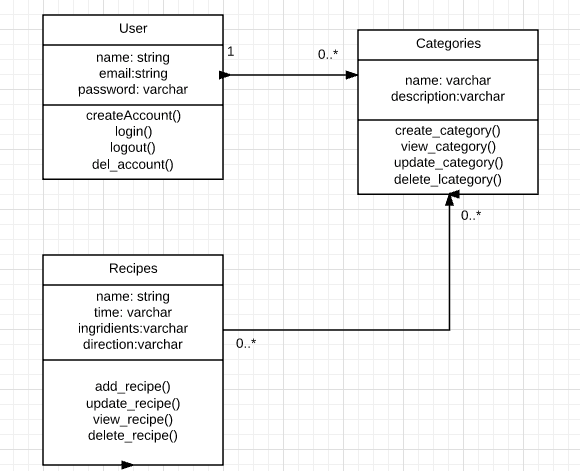 User
name: string
email:string
password: varchar
createAccount()
login()
logout()
del_account()
1
0..*
Categories
name: varchar
description:varchar
create_category()
view_category()
update_category()
delete_lcategory()
0..*
Recipes
name: string
time: varchar
ingridients:varchar
direction:varchar
0..*
add_recipe()
update_recipe()
view_recipe()
delete_recipe()